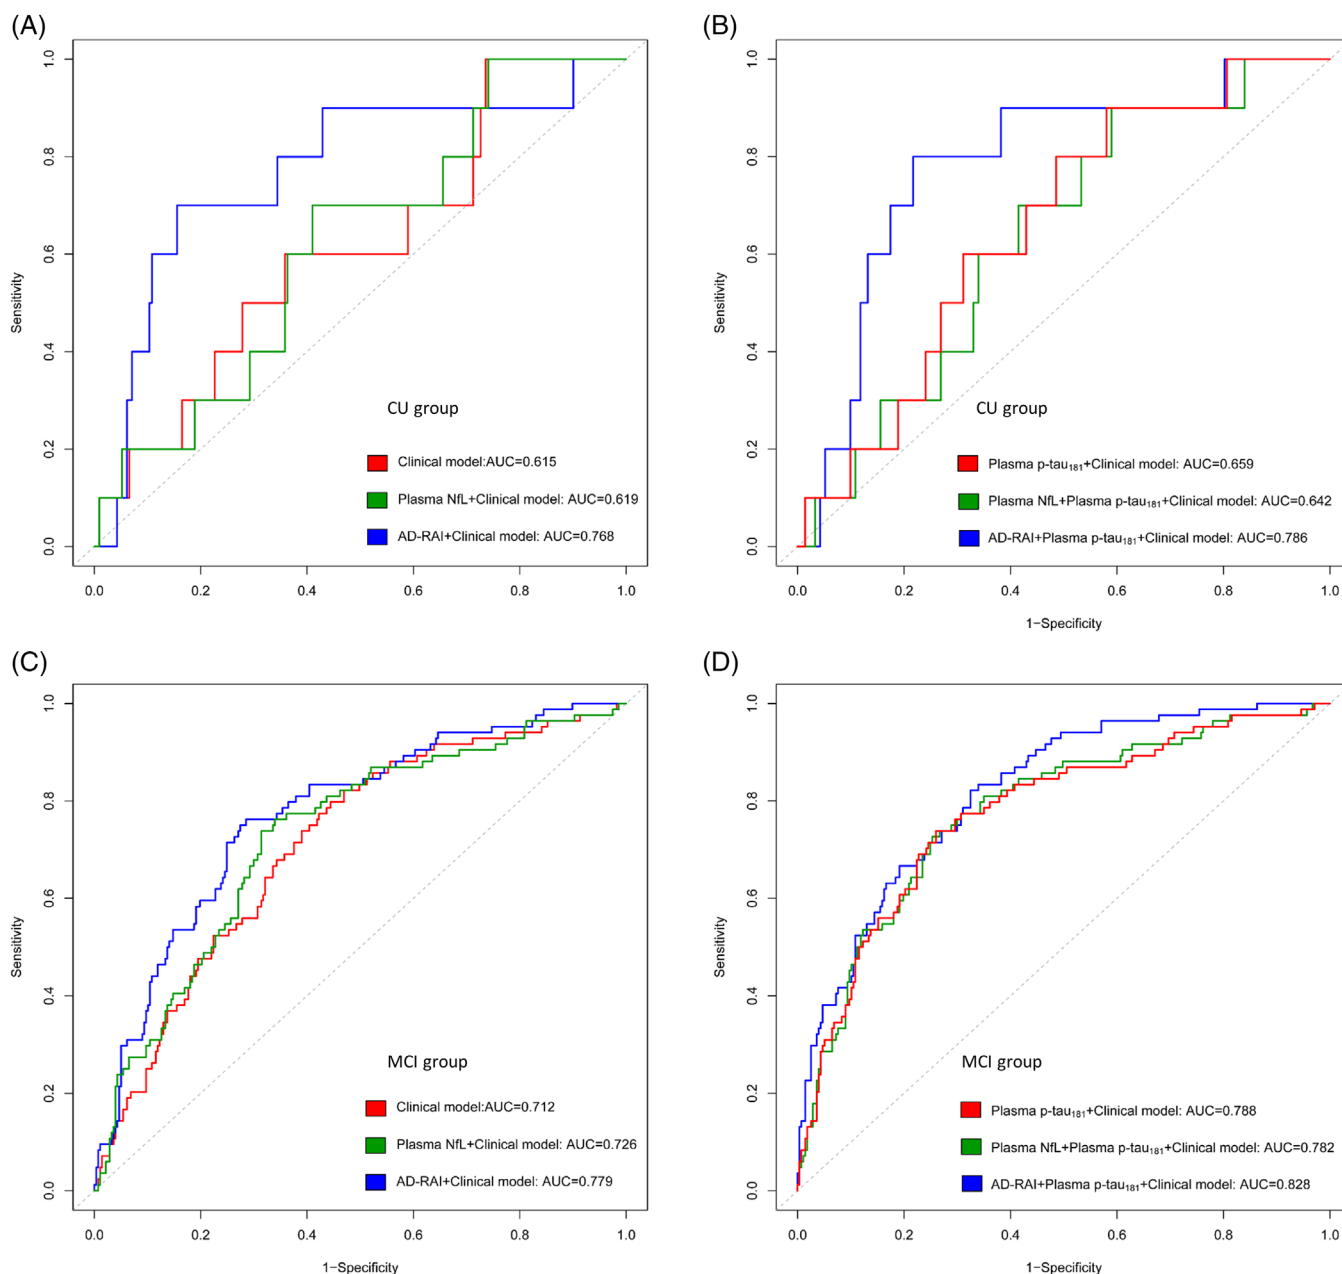 (A)
1.0
0.8
0.6
0.4
0.2
0.0
Sensitivity
CU group
Clinical model:AUC=0.615
Plasma NfL+Clinical model: AUC=0.619
AD-RAI+Clinical model: AUC=0.768
0.0 0.2 0.4 0.6 0.8 1.0
(B)
1.0
0.8
0.6
0.4
0.2
0.0
Sensitivity
CU group
Plasma p-tau₁₈₁+Clinical model: AUC=0.659
Plasma NfL+Plasma p-tau₁₈₁+Clinical model: AUC=0.642
AD-RAI+Plasma p-tau₁₈₁+Clinical model: AUC=0.786
0.0 0.2 0.4 0.6 0.8 1.0
1−Specificity
(C)
1.0
0.8
0.6
0.4
0.2
0.0
Sensitivity
MCI group
Clinical model:AUC=0.712
Plasma NfL+Clinical model: AUC=0.726
AD-RAI+Clinical model: AUC=0.779
0.0 0.2 0.4 0.6 0.8 1.0
1−Specificity
(D)
1.0
0.8
0.6
0.4
0.2
0.0
Sensitivity
MCI group
Plasma p-tau₁₈₁+Clinical model: AUC=0.788
Plasma NfL+Plasma p-tau₁₈₁+Clinical model: AUC=0.782
AD-RAI+Plasma p-tau₁₈₁+Clinical model: AUC=0.828
0.0 0.2 0.4 0.6 0.8 1.0
1−Specificity